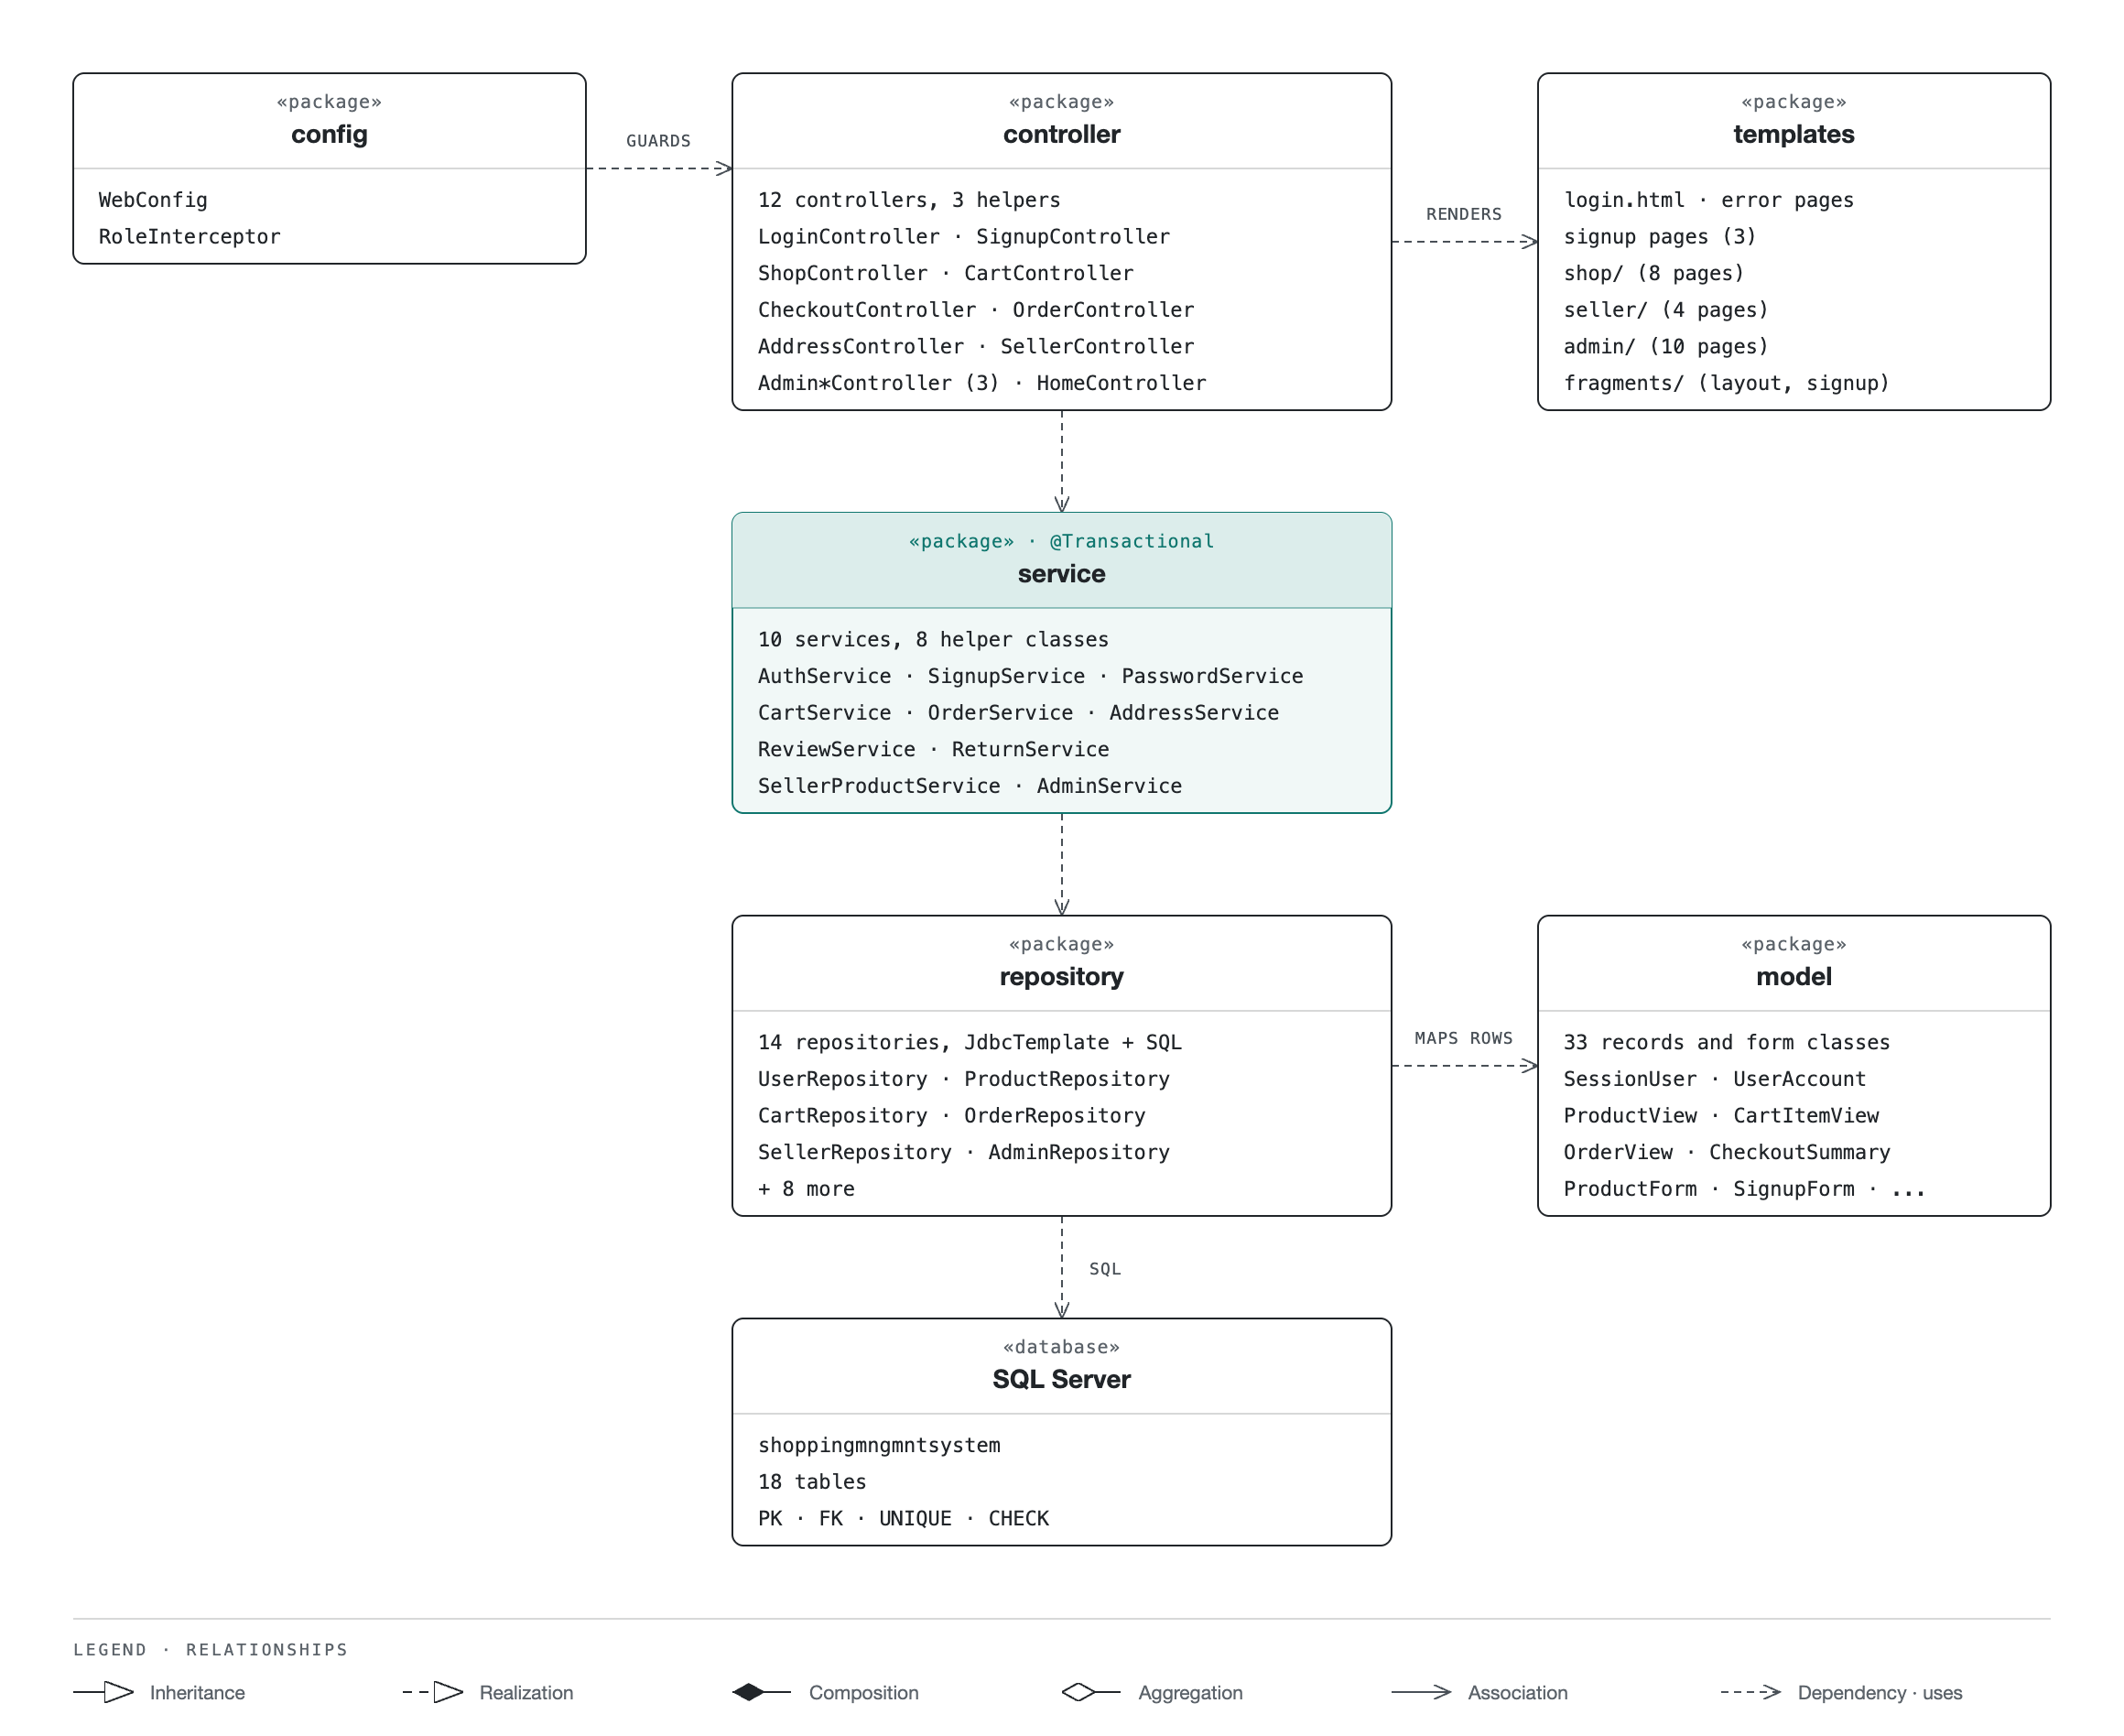 «package»
config
WebConfig
RoleInterceptor
GUARDS
«package»
controller
12 controllers, 3 helpers
LoginController · SignupController
ShopController · CartController
CheckoutController · OrderController
AddressController · SellerController
Admin*Controller (3) · HomeController
RENDERS
«package»
templates
login.html · error pages
signup pages (3)
shop/ (8 pages)
seller/ (4 pages)
admin/ (10 pages)
fragments/ (layout, signup)
«package» · @Transactional
service
10 services, 8 helper classes
AuthService · SignupService · PasswordService
CartService · OrderService · AddressService
ReviewService · ReturnService
SellerProductService · AdminService
«package»
repository
14 repositories, JdbcTemplate + SQL
UserRepository · ProductRepository
CartRepository · OrderRepository
SellerRepository · AdminRepository
+ 8 more
MAPS ROWS
«package»
model
33 records and form classes
SessionUser · UserAccount
ProductView · CartItemView
OrderView · CheckoutSummary
ProductForm · SignupForm · ...
SQL
«database»
SQL Server
shoppingmngmntsystem
18 tables
PK · FK · UNIQUE · CHECK
LEGEND · RELATIONSHIPS
Inheritance
Realization
Composition
Aggregation
Association
Dependency · uses